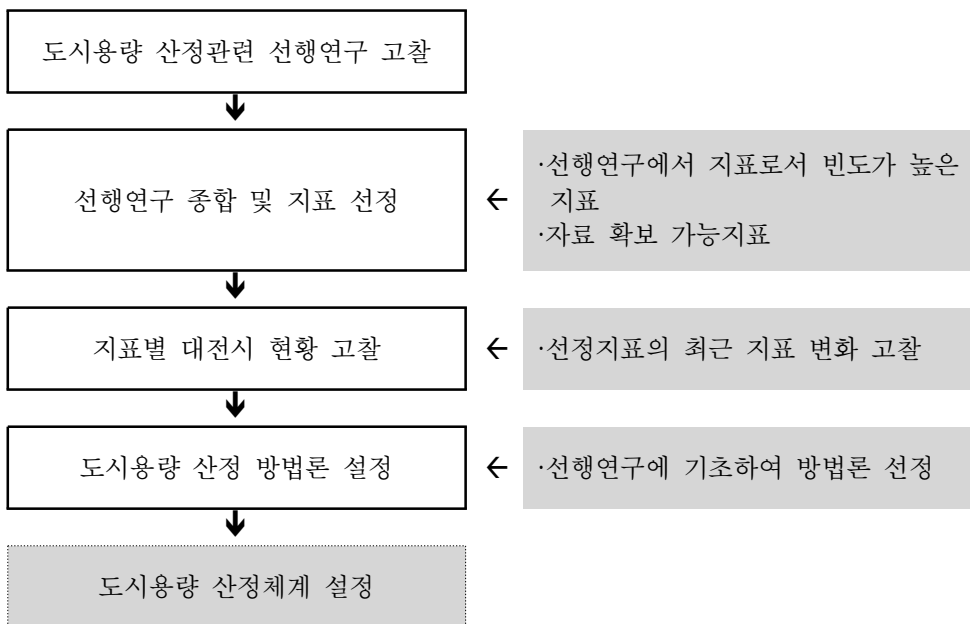 도시용량 산정관련 선행연구 고찰
선행연구 종합 및 지표 선정
·선행연구에서 지표로서 빈도가 높은
지표
·자료 확보 가능지표
지표별 대전시 현황 고찰
·선정지표의 최근 지표 변화 고찰
도시용량 산정 방법론 설정
·선행연구에 기초하여 방법론 선정
도시용량 산정체계 설정